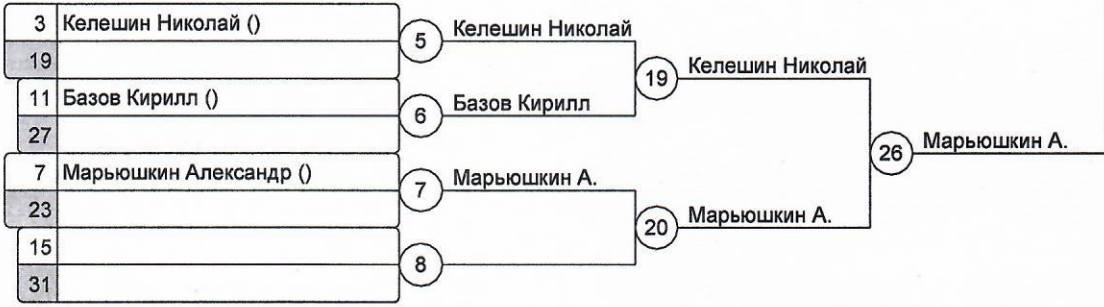 3 Келешин Николай ()
19
5 Келешин Николай
11 Базов Кирилл ()
27
6 Базов Кирилл
19 Келешин Николай
7 Марьюшкин Александр ()
23
7 Марьюшкин А.
15
31
8
20 Марьюшкин А.
26 Марьюшкин А.